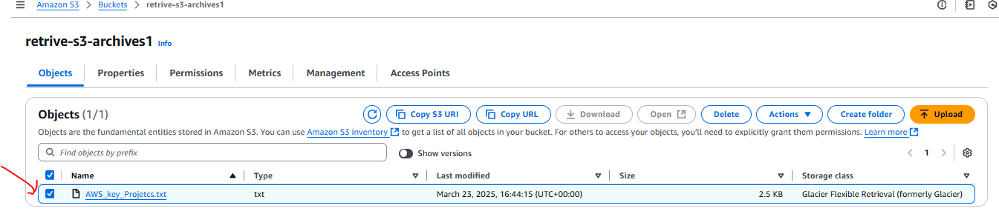 Amazon S3 > Buckets > retrive-s3-archives1
retrive-s3-archives1 Info
Objects Properties Permissions Metrics Management Access Points
Objects (1/1) Copy S3 URI Copy URL Download Open Delete Actions Create folder Upload
Objects are the fundamental entities stored in Amazon S3. You can use Amazon S3 inventory to get a list of all objects in your bucket. For others to access your objects, you'll need to explicitly grant them permissions. Learn more
Find objects by prefix Show versions 1
Name Type Last modified Size Storage class
AWS_key_Projetcs.txt txt March 23, 2025, 16:44:15 (UTC+00:00) 2.5 KB Glacier Flexible Retrieval (formerly Glacier)